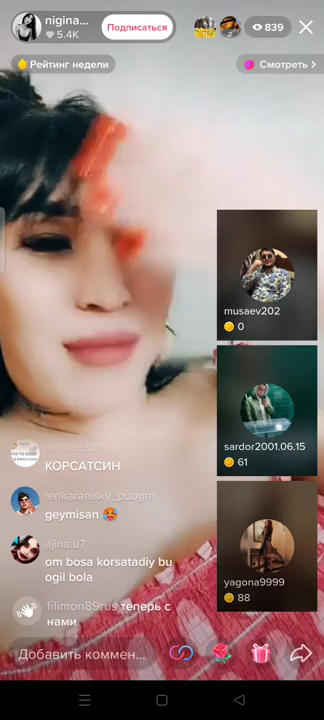 nigina...
5.4K
Подписаться
2
839
Рейтинг недели
Смотреть >
musaev202
0
sardor2001.06.15
61
yagona9999
88
КОРСАТСИН
lenkaranisky_pubgm
geymisan 🥵
ajina.u7
om bosa korsatadiy bu
ogil bola
filimon89rus теперь с
нами
Добавить коммен...